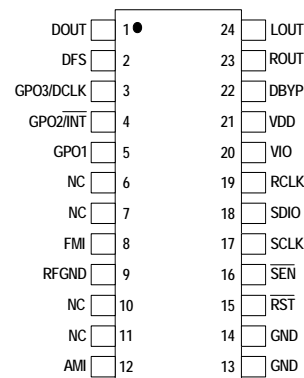 DOUT 1 24 LOUT
DFS 2 23 ROUT
GPO3/DCLK 3 22 DBYP
GPO2/INT 4 21 VDD
GPO1 5 20 VIO
NC 6 19 RCLK
NC 7 18 SDIO
FMI 8 17 SCLK
RFGND 9 16 SEN
NC 10 15 RST
NC 11 14 GND
AMI 12 13 GND